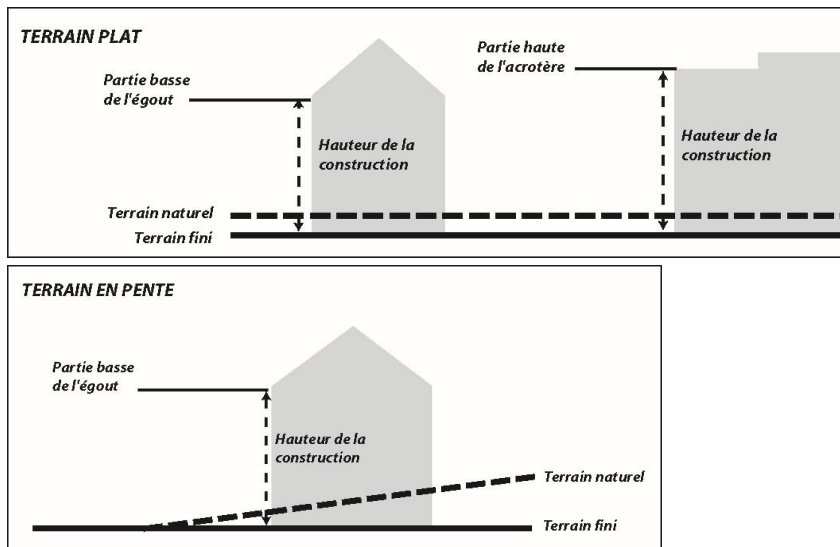 TERRAIN PLAT
Partie basse
de l'égout
Hauteur de la
construction
Partie haute
de l'acrotère
Hauteur de la
construction
Terrain naturel
Terrain fini
TERRAIN EN PENTE
Partie basse
de l'égout
Hauteur de la
construction
Terrain naturel
Terrain fini